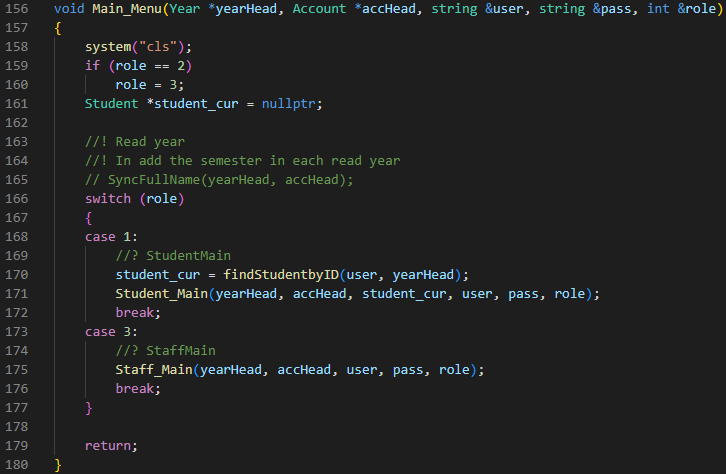 156 void Main_Menu(Year *yearHead, Account *accHead, string &user, string &pass, int &role)
157 {
158     system("cls");
159     if (role == 2)
160         role = 3;
161     Student *student_cur = nullptr;
162
163     //! Read year
164     //! In add the semester in each read year
165     // SyncFullName(yearHead, accHead);
166     switch (role)
167     {
168     case 1:
169         //? StudentMain
170         student_cur = findStudentbyID(user, yearHead);
171         Student_Main(yearHead, accHead, student_cur, user, pass, role);
172         break;
173     case 3:
174         //? StaffMain
175         Staff_Main(yearHead, accHead, user, pass, role);
176         break;
177     }
178
179     return;
180 }